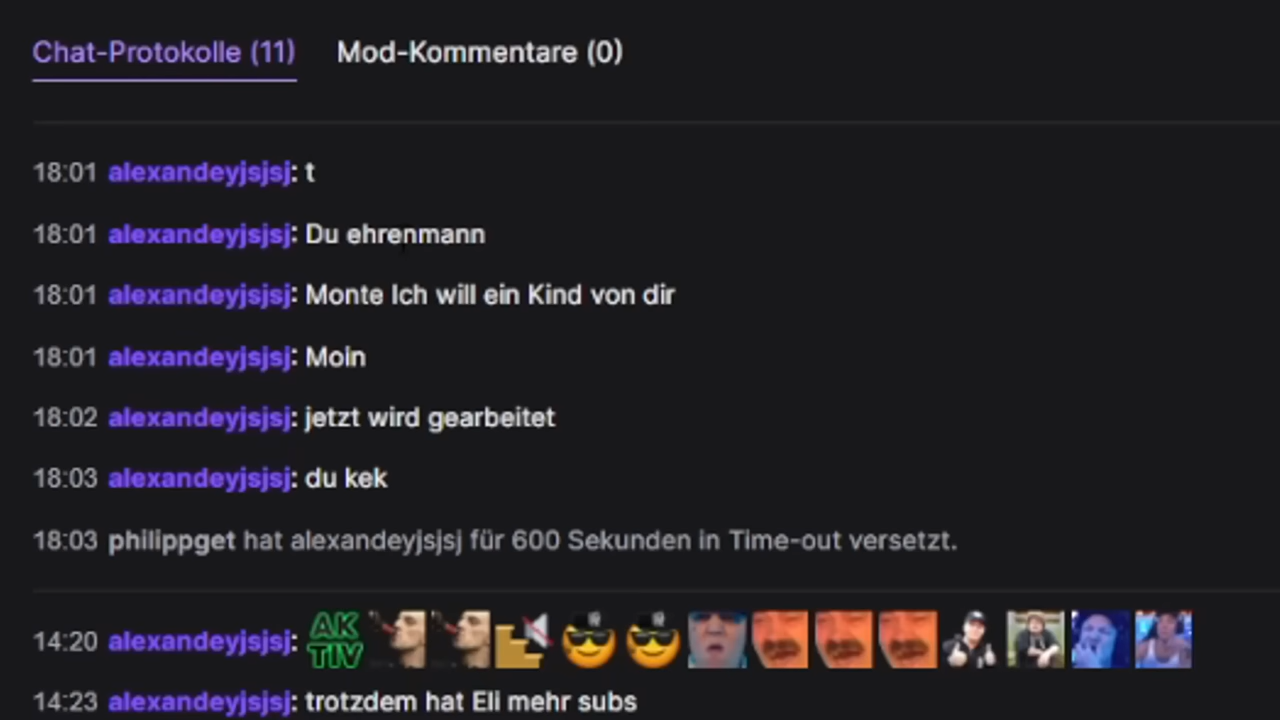 Chat-Protokolle (11) Mod-Kommentare (0)
18:01 alexandeyjsjsj: t
18:01 alexandeyjsjsj: Du ehrenmann
18:01 alexandeyjsjsj: Monte Ich will ein Kind von dir
18:01 alexandeyjsjsj: Moin
18:02 alexandeyjsjsj: jetzt wird gearbeitet
18:03 alexandeyjsjsj: du kek
18:03 philippget hat alexandeyjsjsj für 600 Sekunden in Time-out versetzt.
14:20 alexandeyjsjsj: AK TIV
14:23 alexandeyjsjsj: trotzdem hat Eli mehr subs